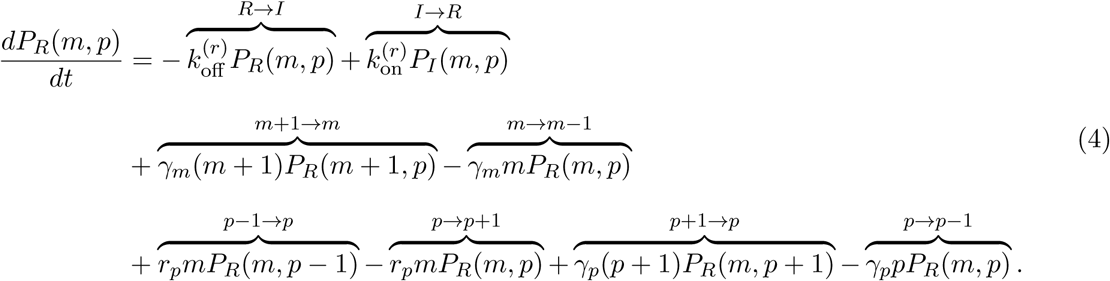 R→I I→R
dP_R(m, p)/dt = − k_off^(r) P_R(m, p) + k_on^(r) P_I(m, p)
m+1→m m→m−1
+ γ_m(m + 1)P_R(m + 1, p) − γ_m m P_R(m, p) (4)
p−1→p p→p+1 p+1→p p→p−1
+ r_p m P_R(m, p − 1) − r_p m P_R(m, p) + γ_p(p + 1)P_R(m, p + 1) − γ_p p P_R(m, p) .